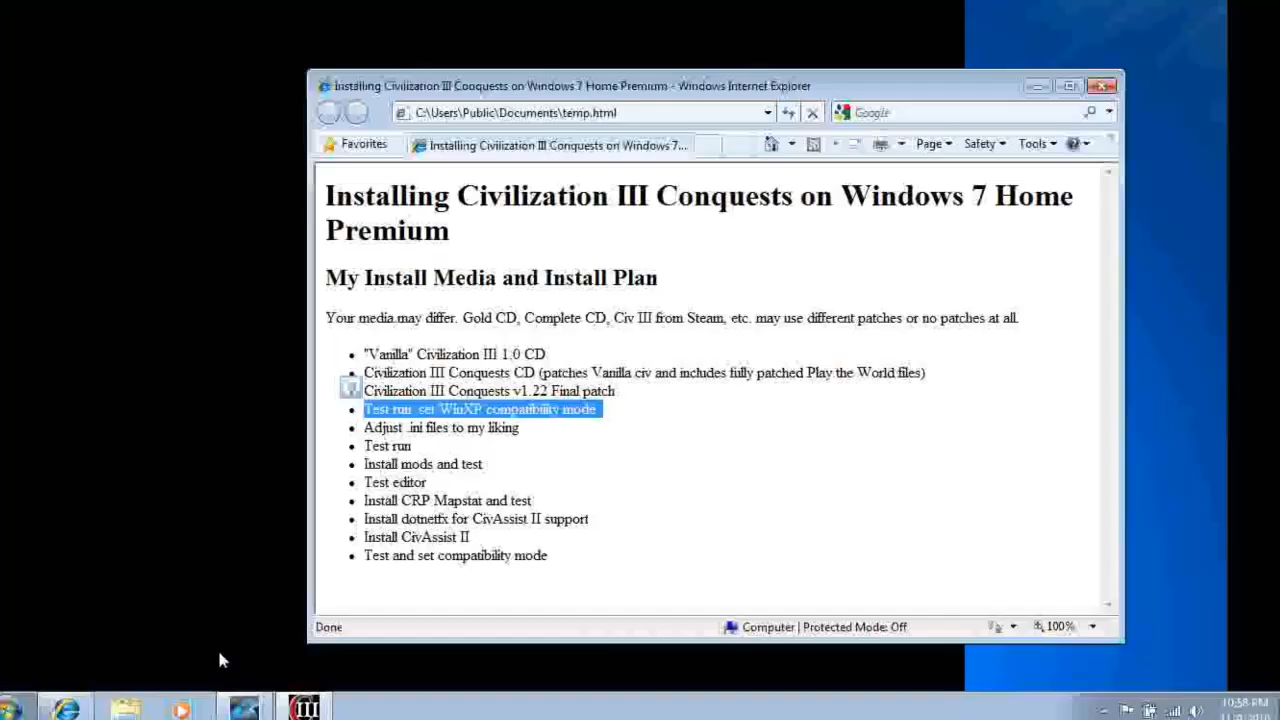 Installing Civilization III Conquests on Windows 7 Home Premium - Windows Internet Explorer
C:\Users\Public\Documents\temp.html
Google
Favorites
Installing Civilization III Conquests on Windows 7...
Page
Safety
Tools
Installing Civilization III Conquests on Windows 7 Home
Premium
My Install Media and Install Plan
Your media may differ. Gold CD, Complete CD, Civ III from Steam, etc. may use different patches or no patches at all.
"Vanilla" Civilization III 1.0 CD
Civilization III Conquests CD (patches Vanilla civ and includes fully patched Play the World files)
Civilization III Conquests v1.22 Final patch
Test run set WinXP compatibility mode
Adjust .ini files to my liking
Test run
Install mods and test
Test editor
Install CRP Mapstat and test
Install dotnetfx for CivAssist II support
Install CivAssist II
Test and set compatibility mode
Done
Computer | Protected Mode: Off
100%
III
10:58 PM